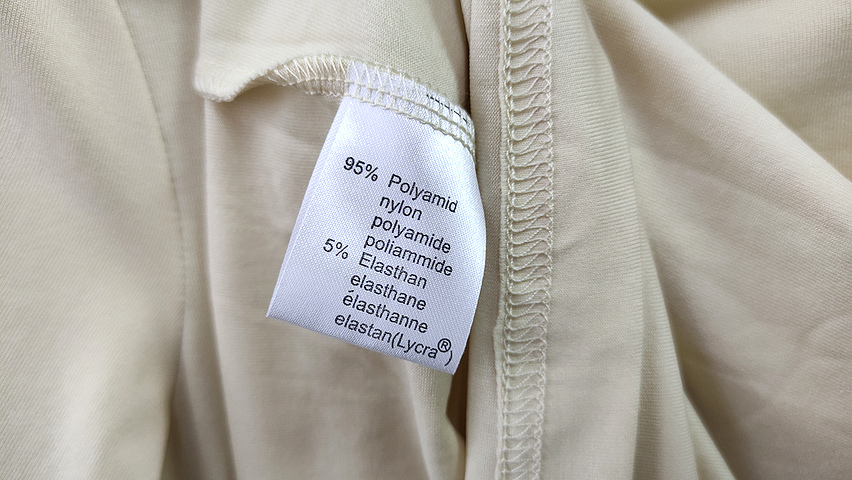 95% Polyamid
nylon
polyamide
poliammide
5% Elasthan
elasthane
élasthanne
elastan(Lycra®)